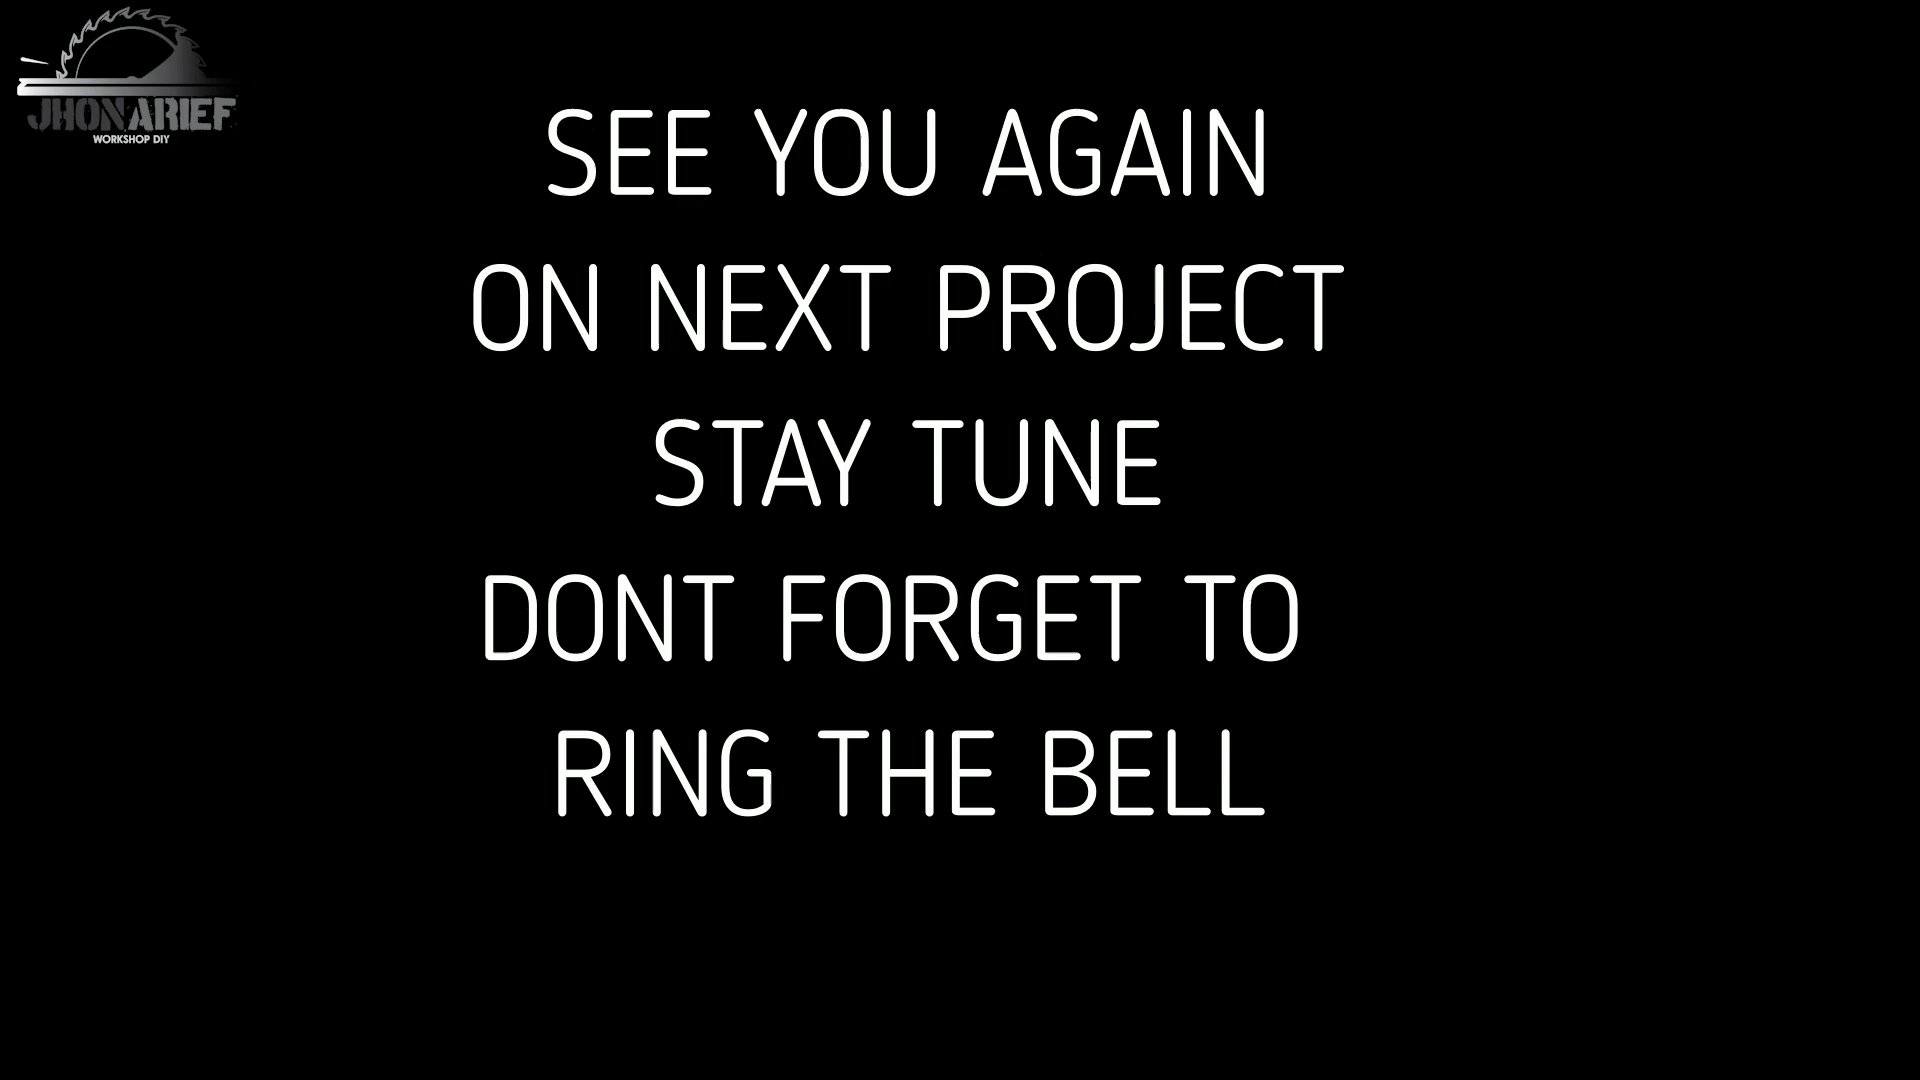 JHONARIEF
WORKSHOP DIY
SEE YOU AGAIN
ON NEXT PROJECT
STAY TUNE
DONT FORGET TO
RING THE BELL